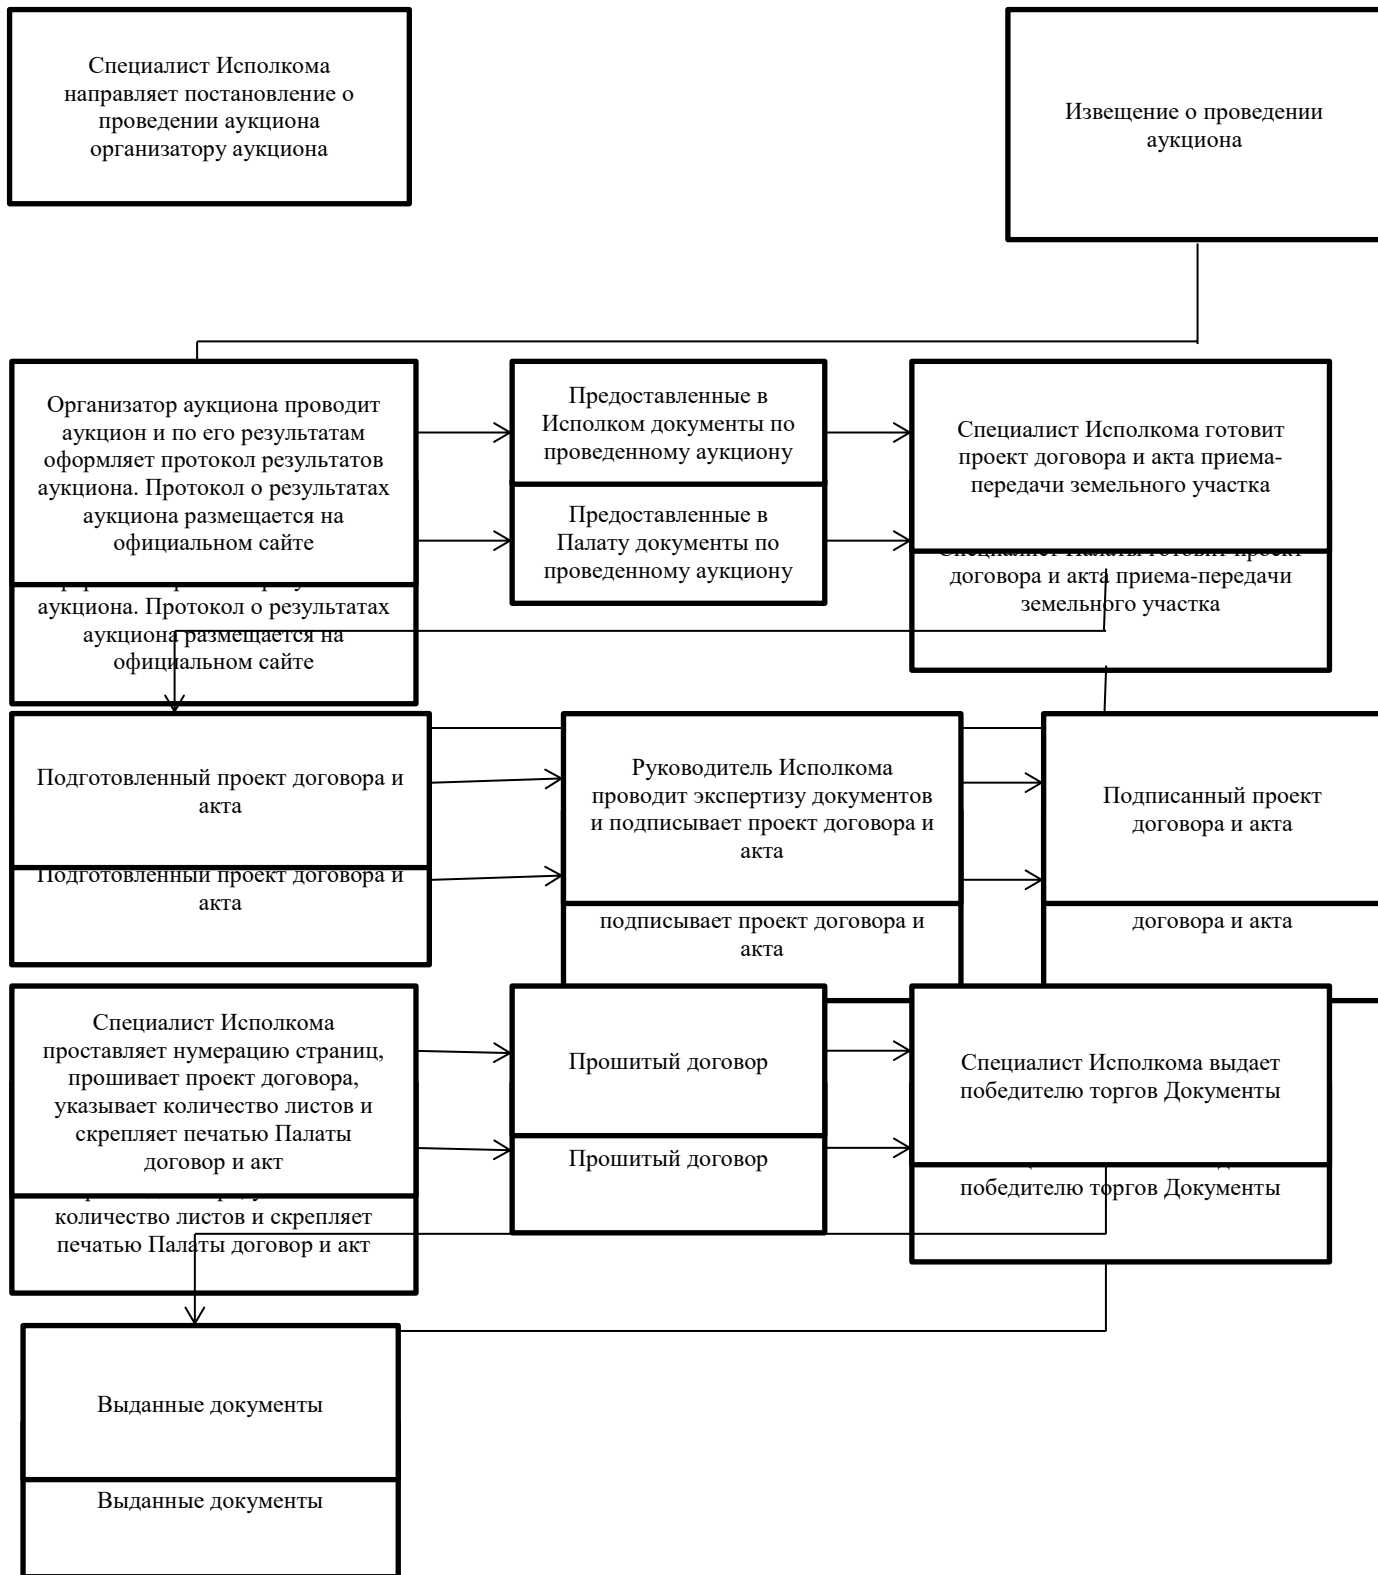 Специалист Исполкома
направляет постановление о
проведении аукциона
организатору аукциона
Извещение о проведении
аукциона
Организатор аукциона проводит
аукцион и по его результатам
оформляет протокол результатов
аукциона. Протокол о результатах
аукциона размещается на
официальном сайте
аукциона. Протокол о результатах
аукциона размещается на
официальном сайте
Предоставленные в
Исполком документы по
проведенному аукциону
Предоставленные в
Палату документы по
проведенному аукциону
Специалист Исполкома готовит
проект договора и акта приема-
передачи земельного участка
Специалист Палаты готовит проект
договора и акта приема-передачи
земельного участка
Подготовленный проект договора и
акта
Подготовленный проект договора и
акта
Руководитель Исполкома
проводит экспертизу документов
и подписывает проект договора и
акта
подписывает проект договора и
акта
Подписанный проект
договора и акта
договора и акта
Специалист Исполкома
проставляет нумерацию страниц,
прошивает проект договора,
указывает количество листов и
скрепляет печатью Палаты
договор и акт
количество листов и скрепляет
печатью Палаты договор и акт
Прошитый договор
Прошитый договор
Специалист Исполкома выдает
победителю торгов Документы
победителю торгов Документы
Выданные документы
Выданные документы